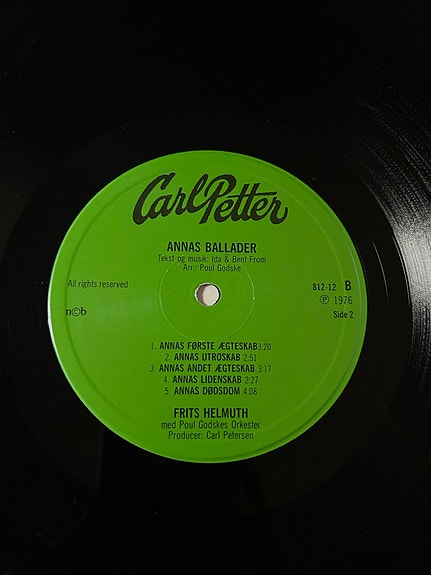 Carl Petter
ANNAS BALLADER
Tekst og musik: Ida & Bent From
Arr.: Poul Godske
All rights reserved
812-12 B
℗ 1976
n©b
Side 2
1. ANNAS FØRSTE ÆGTESKAB 3:20
2. ANNAS UTROSKAB 2:51
3. ANNAS ANDET ÆGTESKAB 3:17
4. ANNAS LIDENSKAB 2:27
5. ANNAS DØDSDOM 4:08
FRITS HELMUTH
med Poul Godskes Orkester
Producer: Carl Petersen